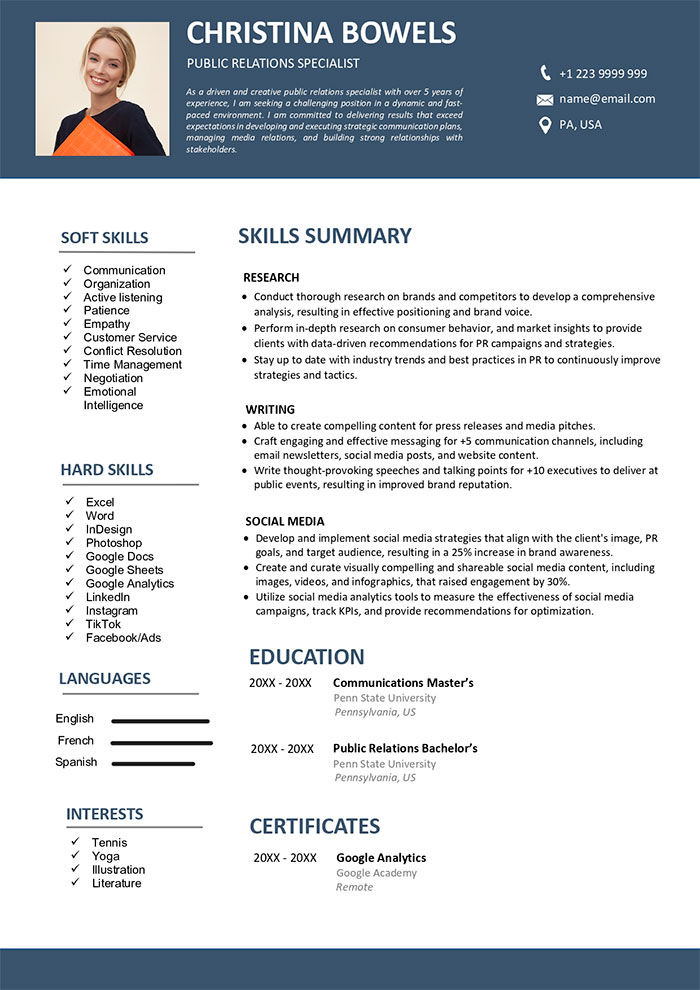 CHRISTINA BOWELS
PUBLIC RELATIONS SPECIALIST
As a driven and creative public relations specialist with over 5 years of
experience, I am seeking a challenging position in a dynamic and fast-
paced environment. I am committed to delivering results that exceed
expectations in developing and executing strategic communication plans,
managing media relations, and building strong relationships with
stakeholders.
+1 223 9999 999
name@email.com
PA, USA
SOFT SKILLS
Communication
Organization
Active listening
Patience
Empathy
Customer Service
Conflict Resolution
Time Management
Negotiation
Emotional
Intelligence
HARD SKILLS
Excel
Word
InDesign
Photoshop
Google Docs
Google Sheets
Google Analytics
LinkedIn
Instagram
TikTok
Facebook/Ads
LANGUAGES
English
French
Spanish
INTERESTS
Tennis
Yoga
Illustration
Literature
SKILLS SUMMARY
RESEARCH
• Conduct thorough research on brands and competitors to develop a comprehensive
analysis, resulting in effective positioning and brand voice.
• Perform in-depth research on consumer behavior, and market insights to provide
clients with data-driven recommendations for PR campaigns and strategies.
• Stay up to date with industry trends and best practices in PR to continuously improve
strategies and tactics.
WRITING
• Able to create compelling content for press releases and media pitches.
• Craft engaging and effective messaging for +5 communication channels, including
email newsletters, social media posts, and website content.
• Write thought-provoking speeches and talking points for +10 executives to deliver at
public events, resulting in improved brand reputation.
SOCIAL MEDIA
• Develop and implement social media strategies that align with the client's image, PR
goals, and target audience, resulting in a 25% increase in brand awareness.
• Create and curate visually compelling and shareable social media content, including
images, videos, and infographics, that raised engagement by 30%.
• Utilize social media analytics tools to measure the effectiveness of social media
campaigns, track KPIs, and provide recommendations for optimization.
EDUCATION
20XX - 20XX Communications Master’s
Penn State University
Pennsylvania, US
20XX - 20XX Public Relations Bachelor’s
Penn State University
Pennsylvania, US
CERTIFICATES
20XX - 20XX Google Analytics
Google Academy
Remote